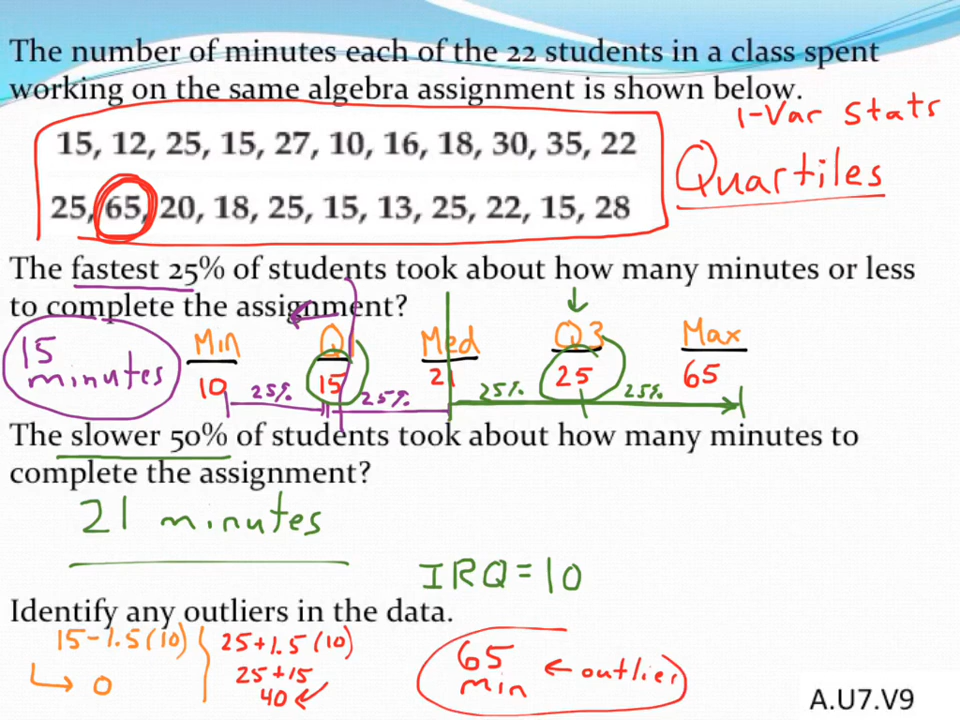 The number of minutes each of the 22 students in a class spent
working on the same algebra assignment is shown below.
1-Var Stats
15, 12, 25, 15, 27, 10, 16, 18, 30, 35, 22
Quartiles
25, 65, 20, 18, 25, 15, 13, 25, 22, 15, 28
The fastest 25% of students took about how many minutes or less
to complete the assignment?
15 minutes
Min Q1 Med Q3 Max
10 15 21 25 65
25% 25% 25% 25%
The slower 50% of students took about how many minutes to
complete the assignment?
21 minutes
IRQ = 10
Identify any outliers in the data.
15-1.5(10)
0
25+1.5(10)
25+15
40
65 min ← outlier
A.U7.V9